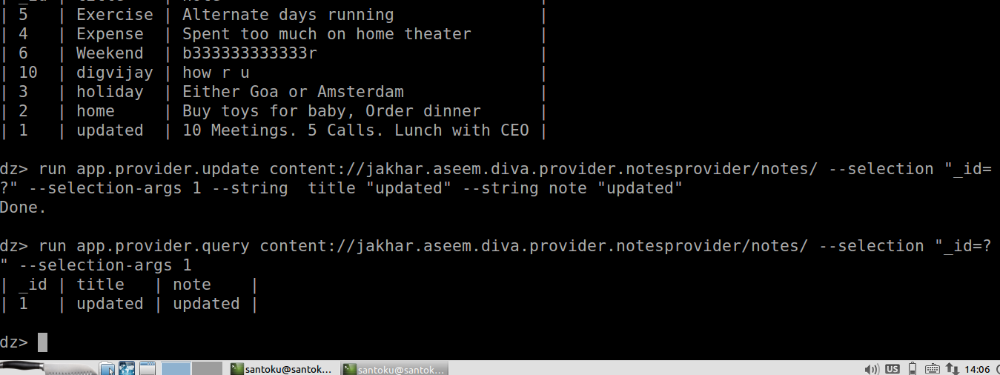 | 5   | Exercise | Alternate days running               |
| 4   | Expense  | Spent too much on home theater       |
| 6   | Weekend  | b333333333333r                       |
| 10  | digvijay | how r u                              |
| 3   | holiday  | Either Goa or Amsterdam              |
| 2   | home     | Buy toys for baby, Order dinner      |
| 1   | updated  | 10 Meetings. 5 Calls. Lunch with CEO |
dz> run app.provider.update content://jakhar.aseem.diva.provider.notesprovider/notes/ --selection "_id=
?" --selection-args 1 --string  title "updated" --string note "updated"
Done.
dz> run app.provider.query content://jakhar.aseem.diva.provider.notesprovider/notes/ --selection "_id=?
" --selection-args 1
| _id | title   | note    |
| 1   | updated | updated |
dz>
santoku@santok... santoku@santok... US 14:06